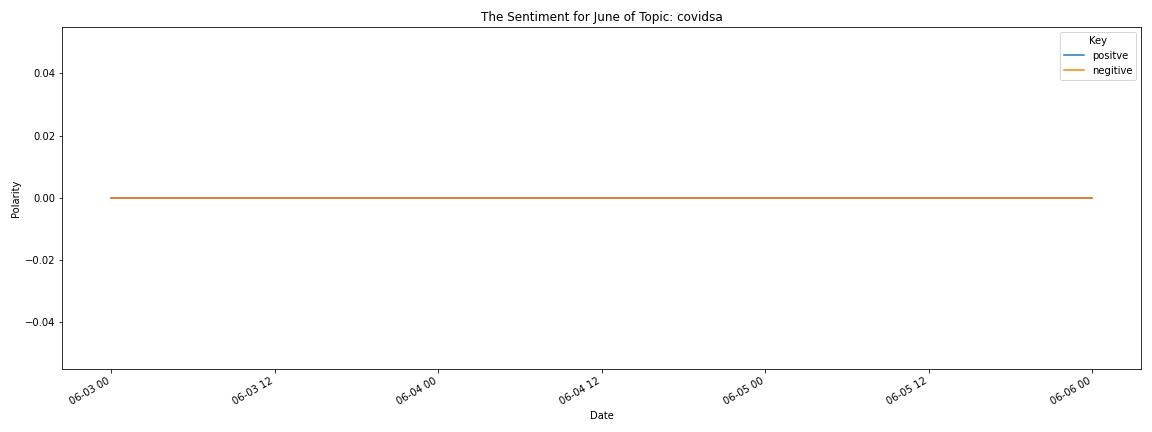 The Sentiment for June of Topic: covidsa
Key
positve
negitive
0.04
0.02
0.00
−0.02
−0.04
Polarity
06-03 00
06-03 12
06-04 00
06-04 12
06-05 00
06-05 12
06-06 00
Date